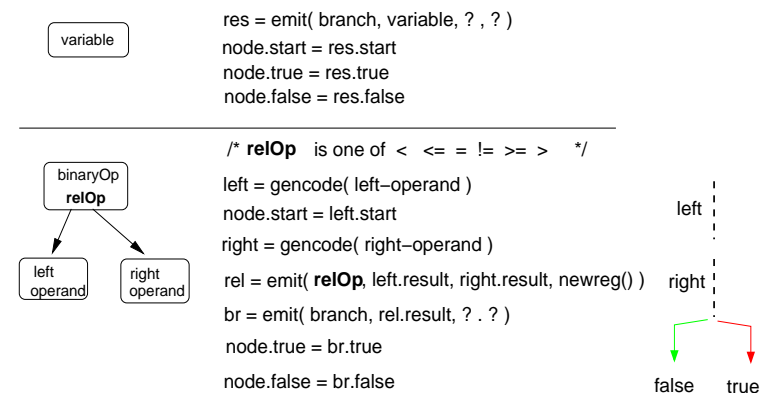 variable
res = emit( branch, variable, ? , ? )
node.start = res.start
node.true = res.true
node.false = res.false
/* relOp is one of < <= = != >= > */
binaryOp
relOp
left = gencode( left−operand )
node.start = left.start
right = gencode( right−operand )
left
operand
right
operand
rel = emit( relOp, left.result, right.result, newreg() )
br = emit( branch, rel.result, ? . ? )
node.true = br.true
node.false = br.false
left
right
false
true